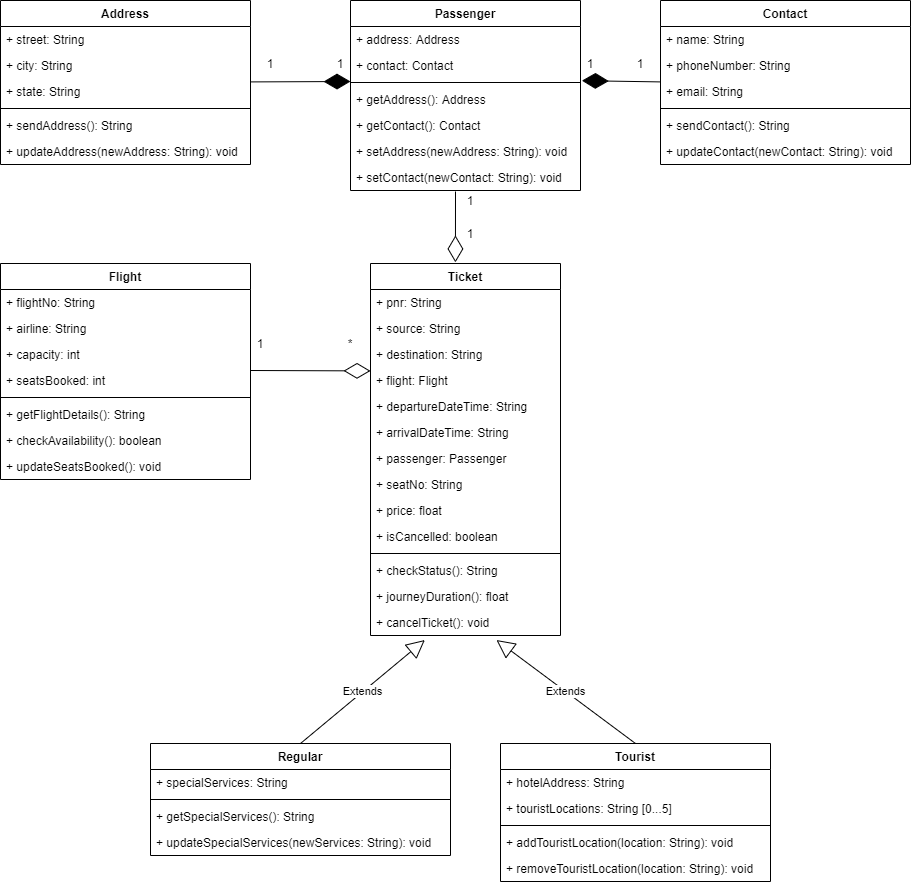 Address
+ street: String
+ city: String
+ state: String
+ sendAddress(): String
+ updateAddress(newAddress: String): void
1
1
Passenger
+ address: Address
+ contact: Contact
+ getAddress(): Address
+ getContact(): Contact
+ setAddress(newAddress: String): void
+ setContact(newContact: String): void
1
1
Contact
+ name: String
+ phoneNumber: String
+ email: String
+ sendContact(): String
+ updateContact(newContact: String): void
1
1
Flight
+ flightNo: String
+ airline: String
+ capacity: int
+ seatsBooked: int
+ getFlightDetails(): String
+ checkAvailability(): boolean
+ updateSeatsBooked(): void
1
*
Ticket
+ pnr: String
+ source: String
+ destination: String
+ flight: Flight
+ departureDateTime: String
+ arrivalDateTime: String
+ passenger: Passenger
+ seatNo: String
+ price: float
+ isCancelled: boolean
+ checkStatus(): String
+ journeyDuration(): float
+ cancelTicket(): void
Extends
Extends
Regular
+ specialServices: String
+ getSpecialServices(): String
+ updateSpecialServices(newServices: String): void
Tourist
+ hotelAddress: String
+ touristLocations: String [0...5]
+ addTouristLocation(location: String): void
+ removeTouristLocation(location: String): void